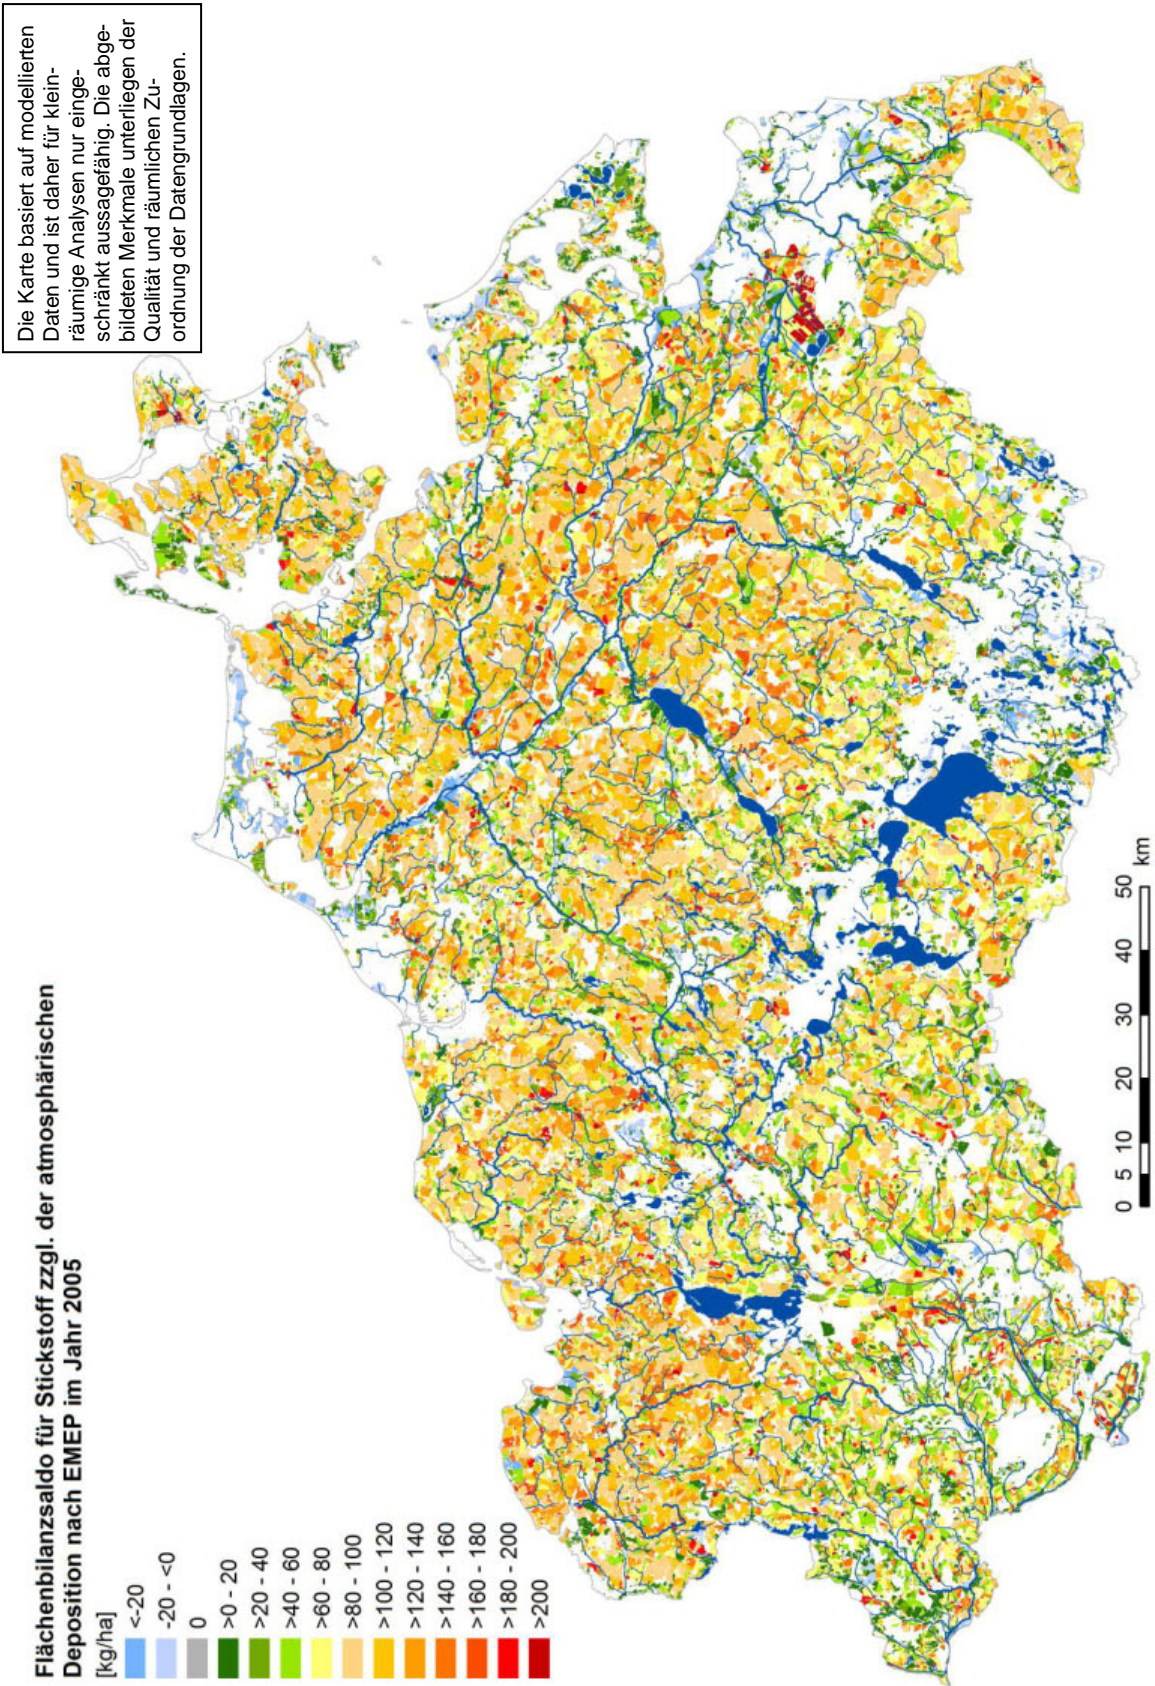 Flächenbilanzsaldo für Stickstoff zzgl. der atmosphärischen
Deposition nach EMEP im Jahr 2005
[kg/ha]
<-20
-20 - <0
0
>0 - 20
>20 - 40
>40 - 60
>60 - 80
>80 - 100
>100 - 120
>120 - 140
>140 - 160
>160 - 180
>180 - 200
>200
Die Karte basiert auf modellierten
Daten und ist daher für klein-
räumige Analysen nur einge-
schränkt aussagefähig. Die abge-
bildeten Merkmale unterliegen der
Qualität und räumlichen Zu-
ordnung der Datengrundlagen.
0 5 10 20 30 40 50 km